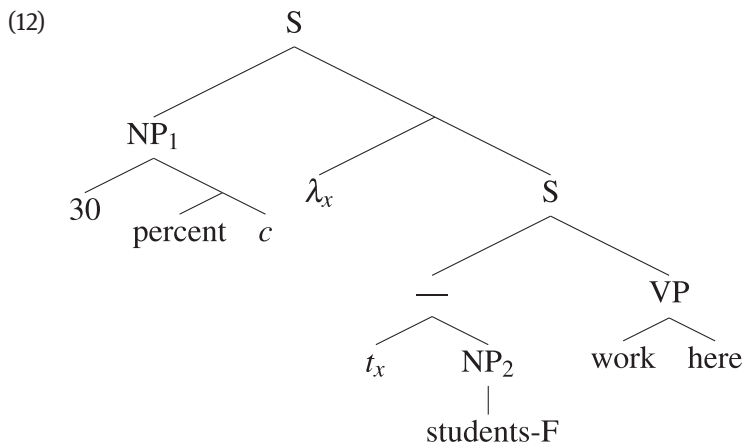 (12) S
NP₁
30 λₓ S
percent c
— VP
tₓ NP₂ work here
students-F